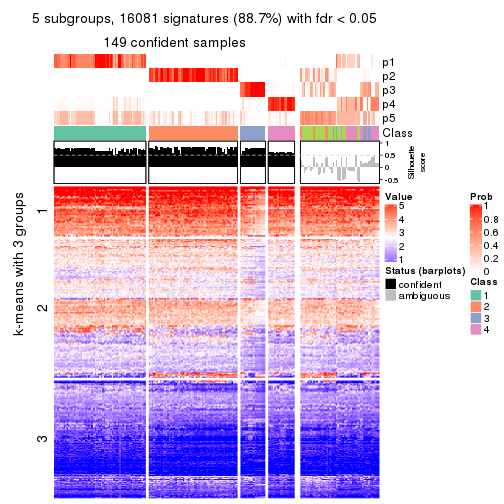 5 subgroups, 16081 signatures (88.7%) with fdr < 0.05
149 confident samples
p1
p2
p3
p4
p5
Class
1
0.5
0
-0.5
Silhouette
score
k-means with 3 groups
1
2
3
Value
5
4
3
2
1
Status (barplots)
confident
ambiguous
Prob
1
0.8
0.6
0.4
0.2
0
Class
1
2
3
4